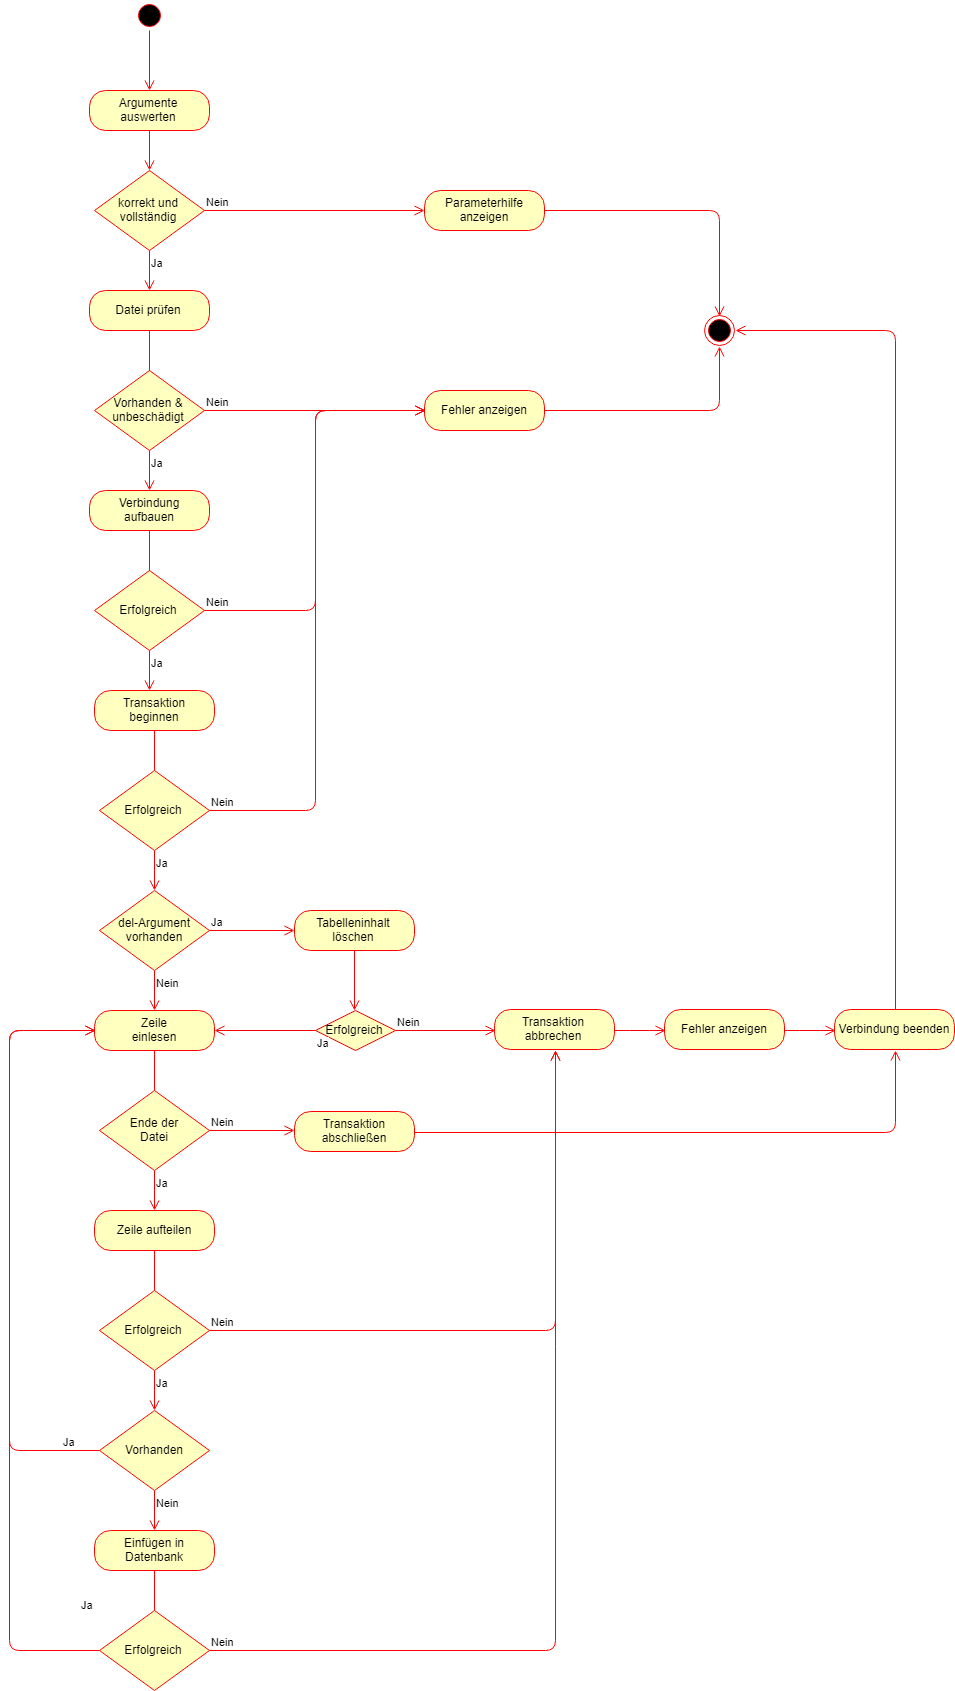 Argumente
auswerten
korrekt und
vollständig
Nein
Parameterhilfe
anzeigen
Ja
Datei prüfen
Vorhanden &
unbeschädigt
Nein
Fehler anzeigen
Ja
Verbindung
aufbauen
Erfolgreich
Nein
Ja
Transaktion
beginnen
Erfolgreich
Nein
Ja
del-Argument
vorhanden
Ja
Tabelleninhalt
löschen
Nein
Zeile
einlesen
Erfolgreich
Ja
Nein
Transaktion
abbrechen
Fehler anzeigen
Verbindung beenden
Ende der
Datei
Nein
Transaktion
abschließen
Ja
Zeile aufteilen
Erfolgreich
Nein
Ja
Vorhanden
Ja
Nein
Einfügen in
Datenbank
Ja
Erfolgreich
Nein